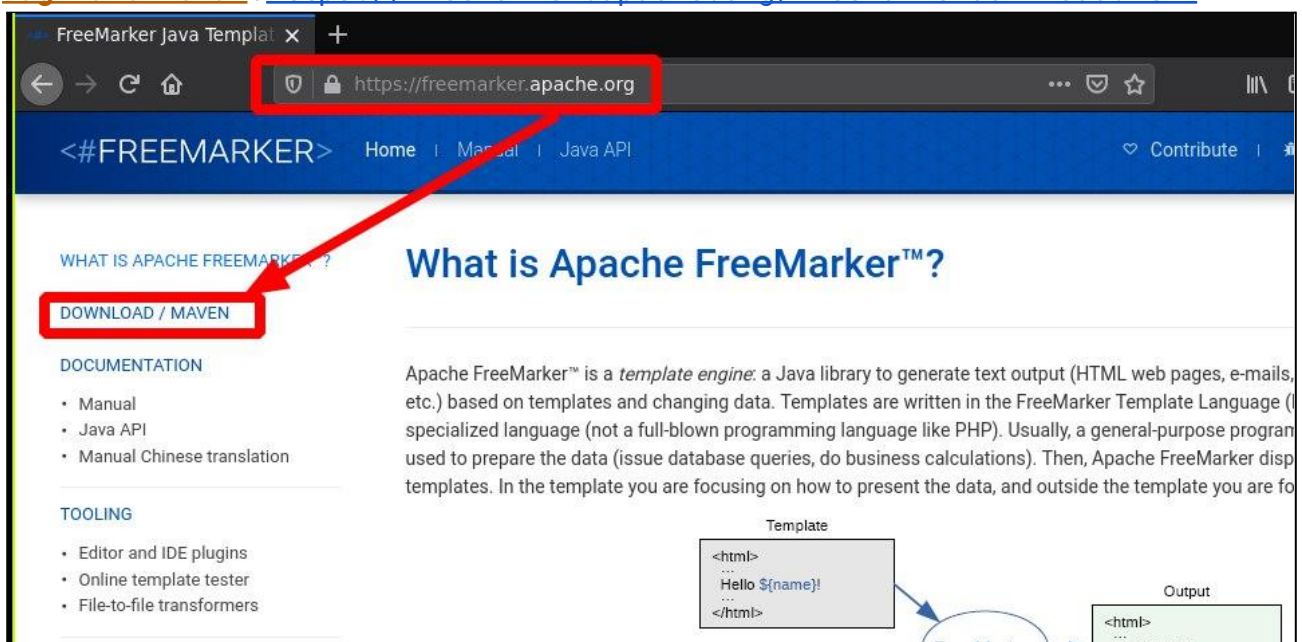 FreeMarker Java Templat
https://freemarker.apache.org
<#FREEMARKER> Home Manual Java API Contribute
WHAT IS APACHE FREEMARKER ?
What is Apache FreeMarker™?
DOWNLOAD / MAVEN
DOCUMENTATION
• Manual
• Java API
• Manual Chinese translation
TOOLING
• Editor and IDE plugins
• Online template tester
• File-to-file transformers
Apache FreeMarker™ is a template engine: a Java library to generate text output (HTML web pages, e-mails,
etc.) based on templates and changing data. Templates are written in the FreeMarker Template Language (
specialized language (not a full-blown programming language like PHP). Usually, a general-purpose program
used to prepare the data (issue database queries, do business calculations). Then, Apache FreeMarker disp
templates. In the template you are focusing on how to present the data, and outside the template you are fo
Template
<html>
...
Hello ${name}!
...
</html>
Output
<html>
...